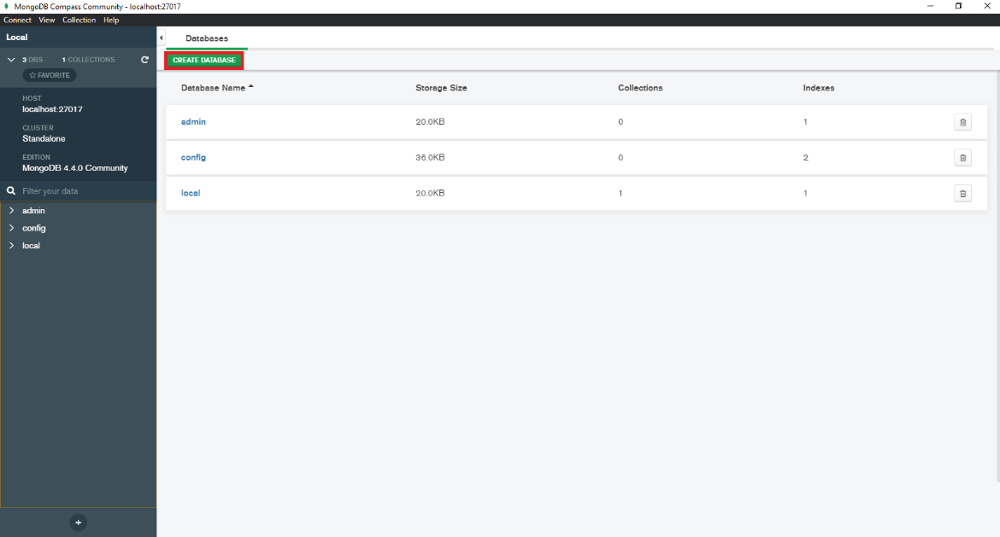 MongoDB Compass Community - localhost:27017
Connect View Collection Help
Local
3 DBS 1 COLLECTIONS
FAVORITE
HOST
localhost:27017
CLUSTER
Standalone
EDITION
MongoDB 4.4.0 Community
Filter your data
admin
config
local
Databases
CREATE DATABASE
Database Name Storage Size Collections Indexes
admin 20.0KB 0 1
config 36.0KB 0 2
local 20.0KB 1 1